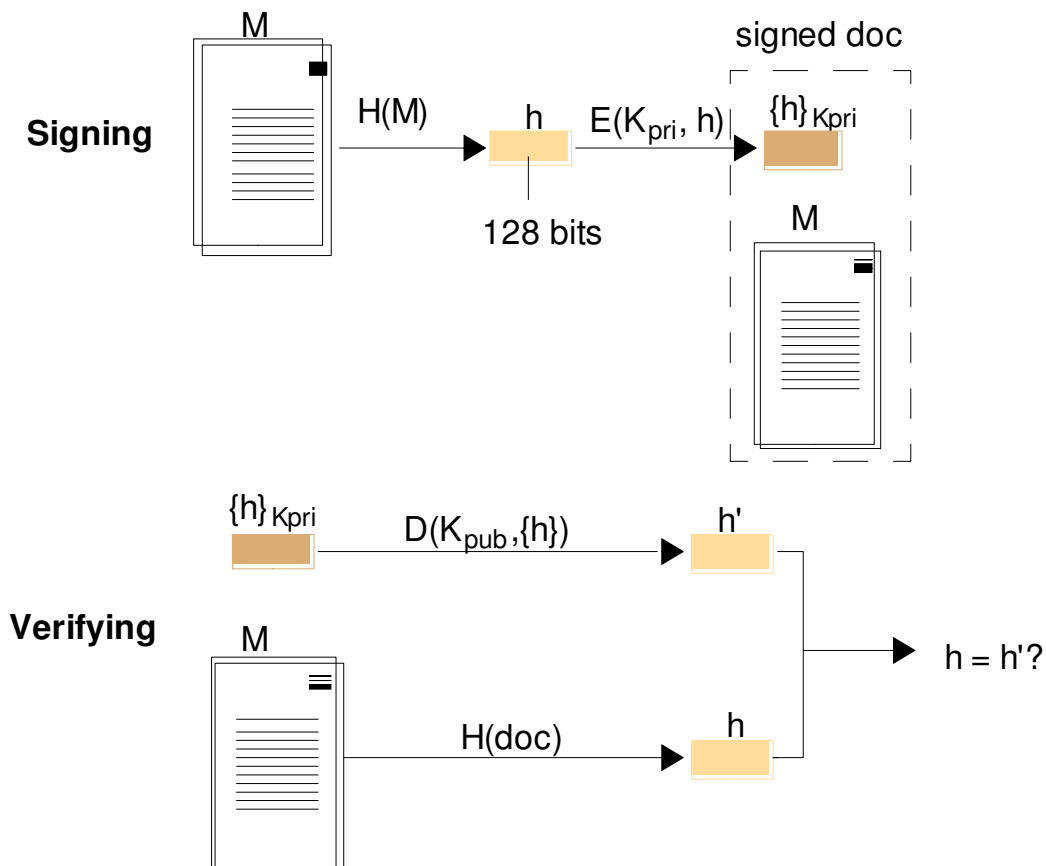 M
signed doc
Signing
H(M)
h
E(Kpri, h)
{h}Kpri
128 bits
M
{h}Kpri
D(Kpub,{h})
h'
Verifying
M
h = h'?
H(doc)
h